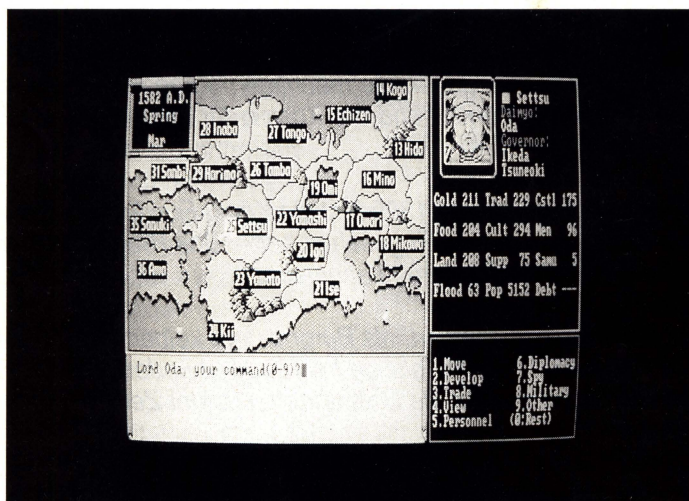 1582 A.D.
Spring
Mar
14 Kaga
15 Echizen
28 Inaba
27 Tango
13 Hida
31 Sanbi
29 Harima
26 Tamba
19 Omi
16 Mino
35 Sanuki
25 Settsu
22 Yamashi
17 Owari
18 Mikawa
20 Iga
36 Awa
23 Yamato
21 Ise
24 Kii
Settsu
Daimyo:
Oda
Governor:
Ikeda
Tsuneoki
Gold 211 Trad 229 Cstl 175
Food 204 Cult 294 Men 96
Land 208 Supp 75 Samu 5
Flood 63 Pop 5152 Debt ---
Lord Oda, your command(0-9)?
1.Move 6.Diplomacy
2.Develop 7.Spy
3.Trade 8.Military
4.View 9.Other
5.Personnel (0:Rest)